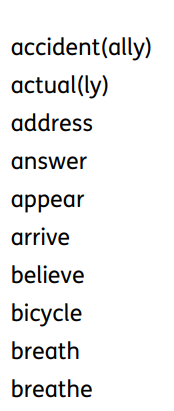 accident(ally)
actual(ly)
address
answer
appear
arrive
believe
bicycle
breath
breathe